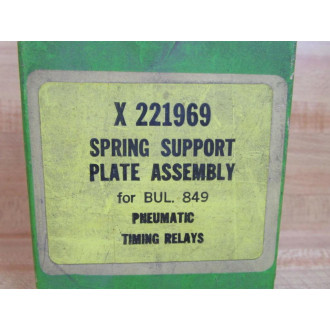 X 221969
SPRING SUPPORT
PLATE ASSEMBLY
for BUL. 849
PNEUMATIC
TIMING RELAYS